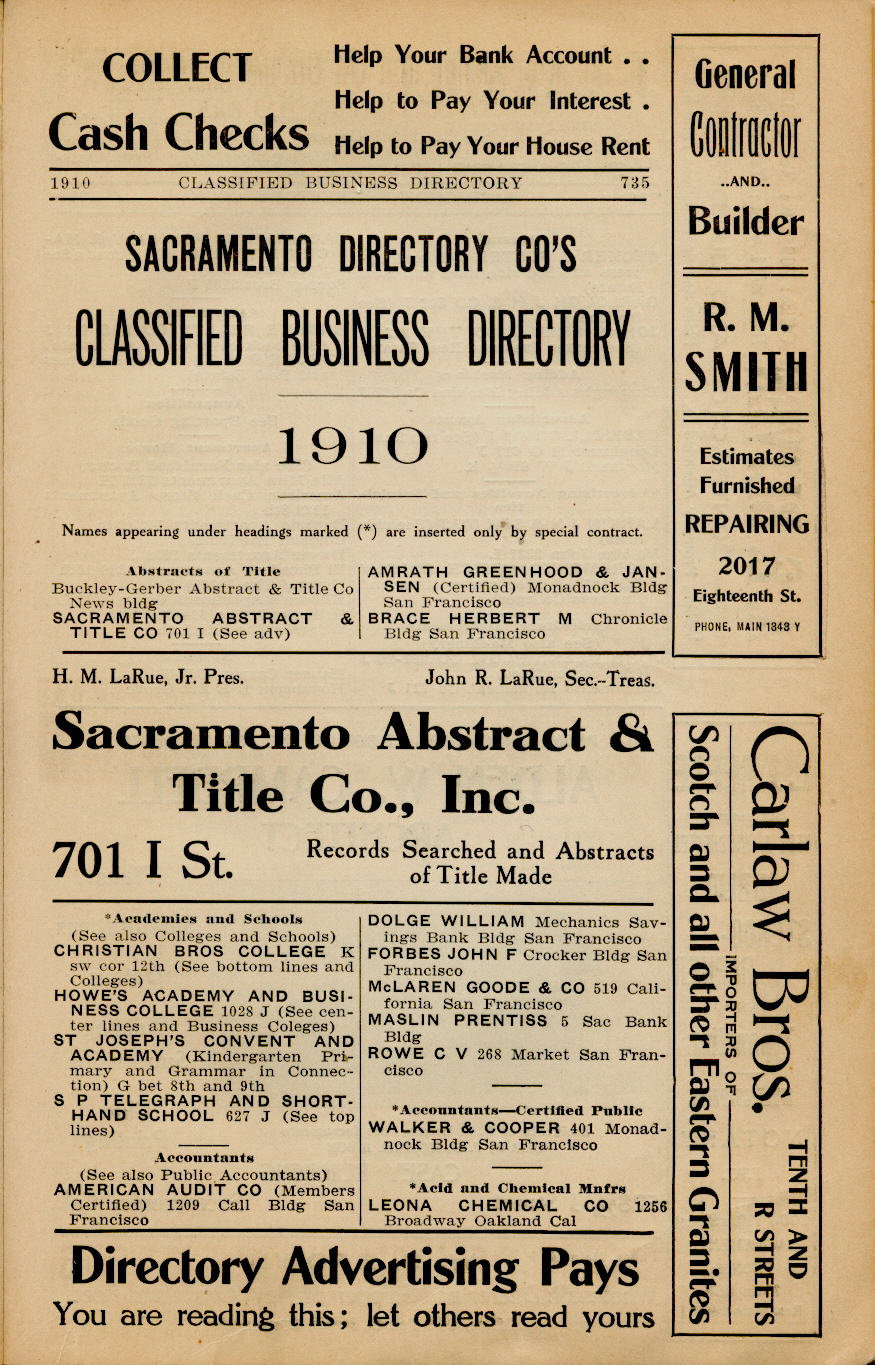 COLLECT
Cash Checks
Help Your Bank Account . .
Help to Pay Your Interest .
Help to Pay Your House Rent
1910 CLASSIFIED BUSINESS DIRECTORY 735
SACRAMENTO DIRECTORY CO'S
CLASSIFIED BUSINESS DIRECTORY
1910
Names appearing under headings marked (*) are inserted only by special contract.
Abstracts of Title
Buckley-Gerber Abstract & Title Co
News bldg
SACRAMENTO ABSTRACT &
TITLE CO 701 I (See adv)
AMRATH GREENHOOD & JAN-
SEN (Certified) Monadnock Bldg
San Francisco
BRACE HERBERT M Chronicle
Bldg San Francisco
H. M. LaRue, Jr. Pres.
John R. LaRue, Sec.-Treas.
Sacramento Abstract &
Title Co., Inc.
701 I St.
Records Searched and Abstracts
of Title Made
*Academies and Schools
(See also Colleges and Schools)
CHRISTIAN BROS COLLEGE K
sw cor 12th (See bottom lines and
Colleges)
HOWE'S ACADEMY AND BUSI-
NESS COLLEGE 1028 J (See cen-
ter lines and Business Coleges)
ST JOSEPH'S CONVENT AND
ACADEMY (Kindergarten Pri-
mary and Grammar in Connec-
tion) G bet 8th and 9th
S P TELEGRAPH AND SHORT-
HAND SCHOOL 627 J (See top
lines)
Accountants
(See also Public Accountants)
AMERICAN AUDIT CO (Members
Certified) 1209 Call Bldg San
Francisco
DOLGE WILLIAM Mechanics Sav-
ings Bank Bldg San Francisco
FORBES JOHN F Crocker Bldg San
Francisco
McLAREN GOODE & CO 519 Cali-
fornia San Francisco
MASLIN PRENTISS 5 Sac Bank
Bldg
ROWE C V 268 Market San Fran-
cisco
*Accountants—Certified Public
WALKER & COOPER 401 Monad-
nock Bldg San Francisco
*Acid and Chemical Mnfrs
LEONA CHEMICAL CO 1256
Broadway Oakland Cal
Directory Advertising Pays
You are reading this; let others read yours
General
Contractor
..AND..
Builder
R. M.
SMITH
Estimates
Furnished
REPAIRING
2017
Eighteenth St.
PHONE, MAIN 1343 Y
Carlaw Bros.
TENTH AND
R STREETS
IMPORTERS OF
Scotch and all other Eastern Granites